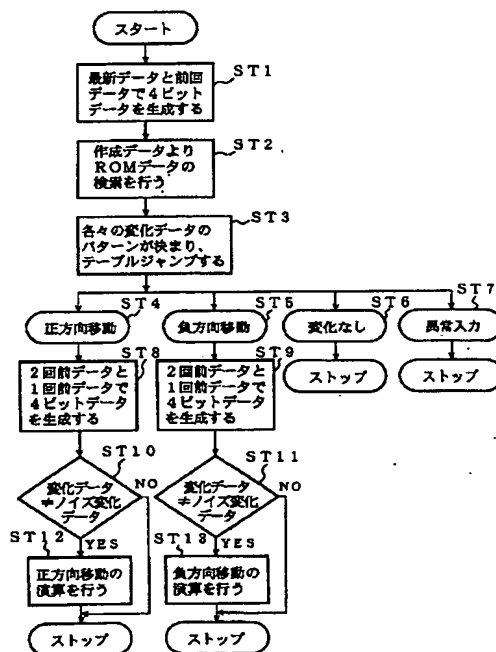 スタート
ST1
最新データと前回
データで4ビット
データを生成する
ST2
作成データより
ROMデータの
検索を行う
ST3
各々の変化データの
パターンが決まり、
テーブルジャンプする
ST4
ST5
ST6
ST7
正方向移動
負方向移動
変化なし
異常入力
ST8
ST9
2回前データと
1回前データで
4ビットデータ
を生成する
2回前データと
1回前データで
4ビットデータ
を生成する
ストップ
ストップ
ST10
ST11
変化データ
≠ノイズ変化
データ
NO
変化データ
≠ノイズ変化
データ
NO
ST12
YES
ST13
YES
正方向移動の
演算を行う
負方向移動の
演算を行う
ストップ
ストップ